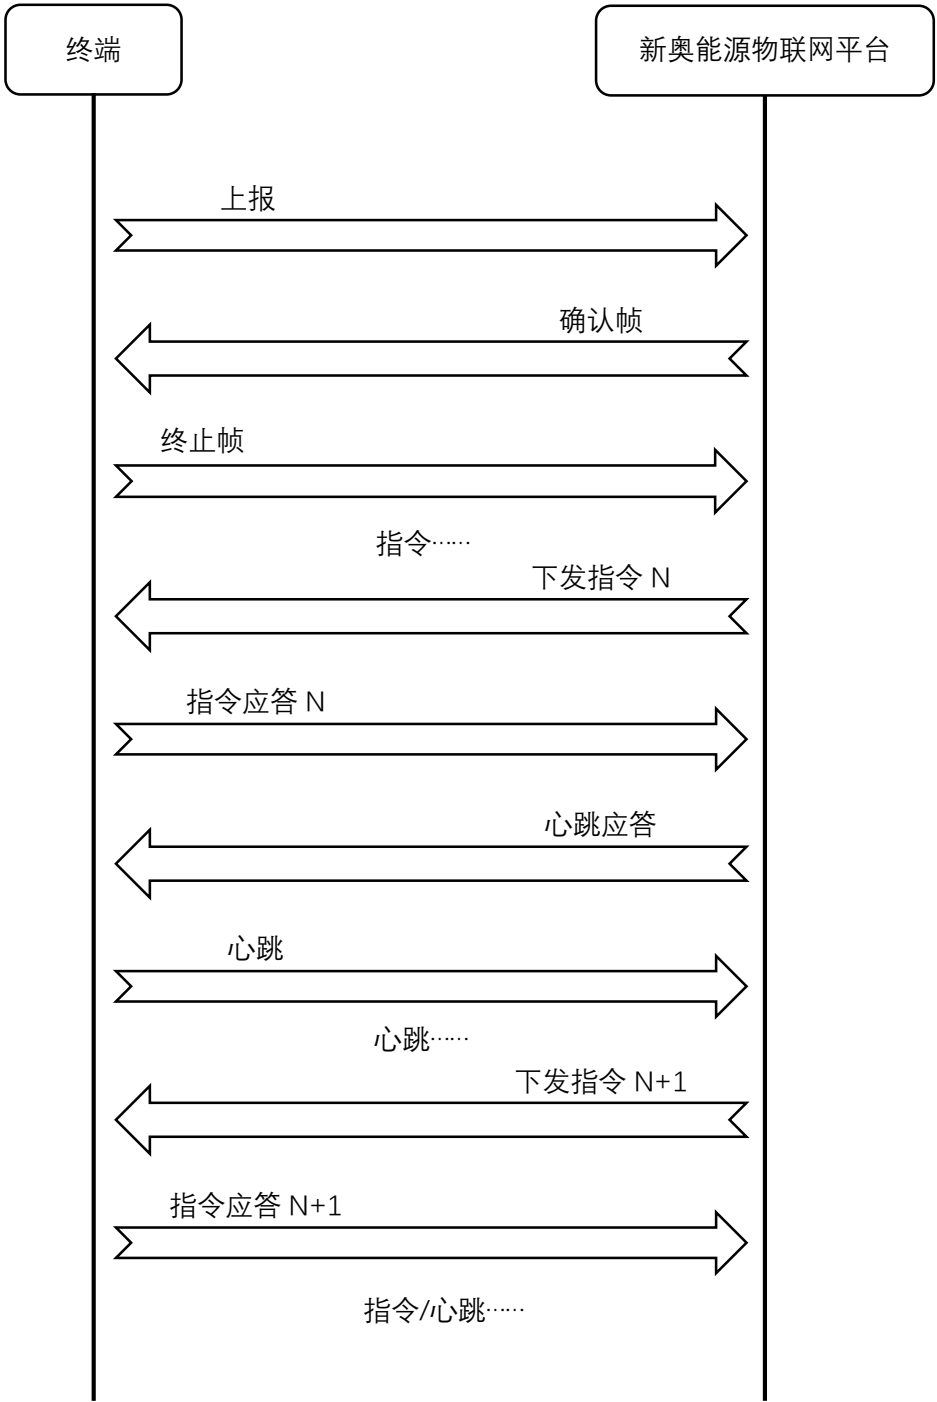 终端
新奥能源物联网平台
上报
确认帧
终止帧
指令……
下发指令 N
指令应答 N
心跳应答
心跳
心跳……
下发指令 N+1
指令应答 N+1
指令/心跳……